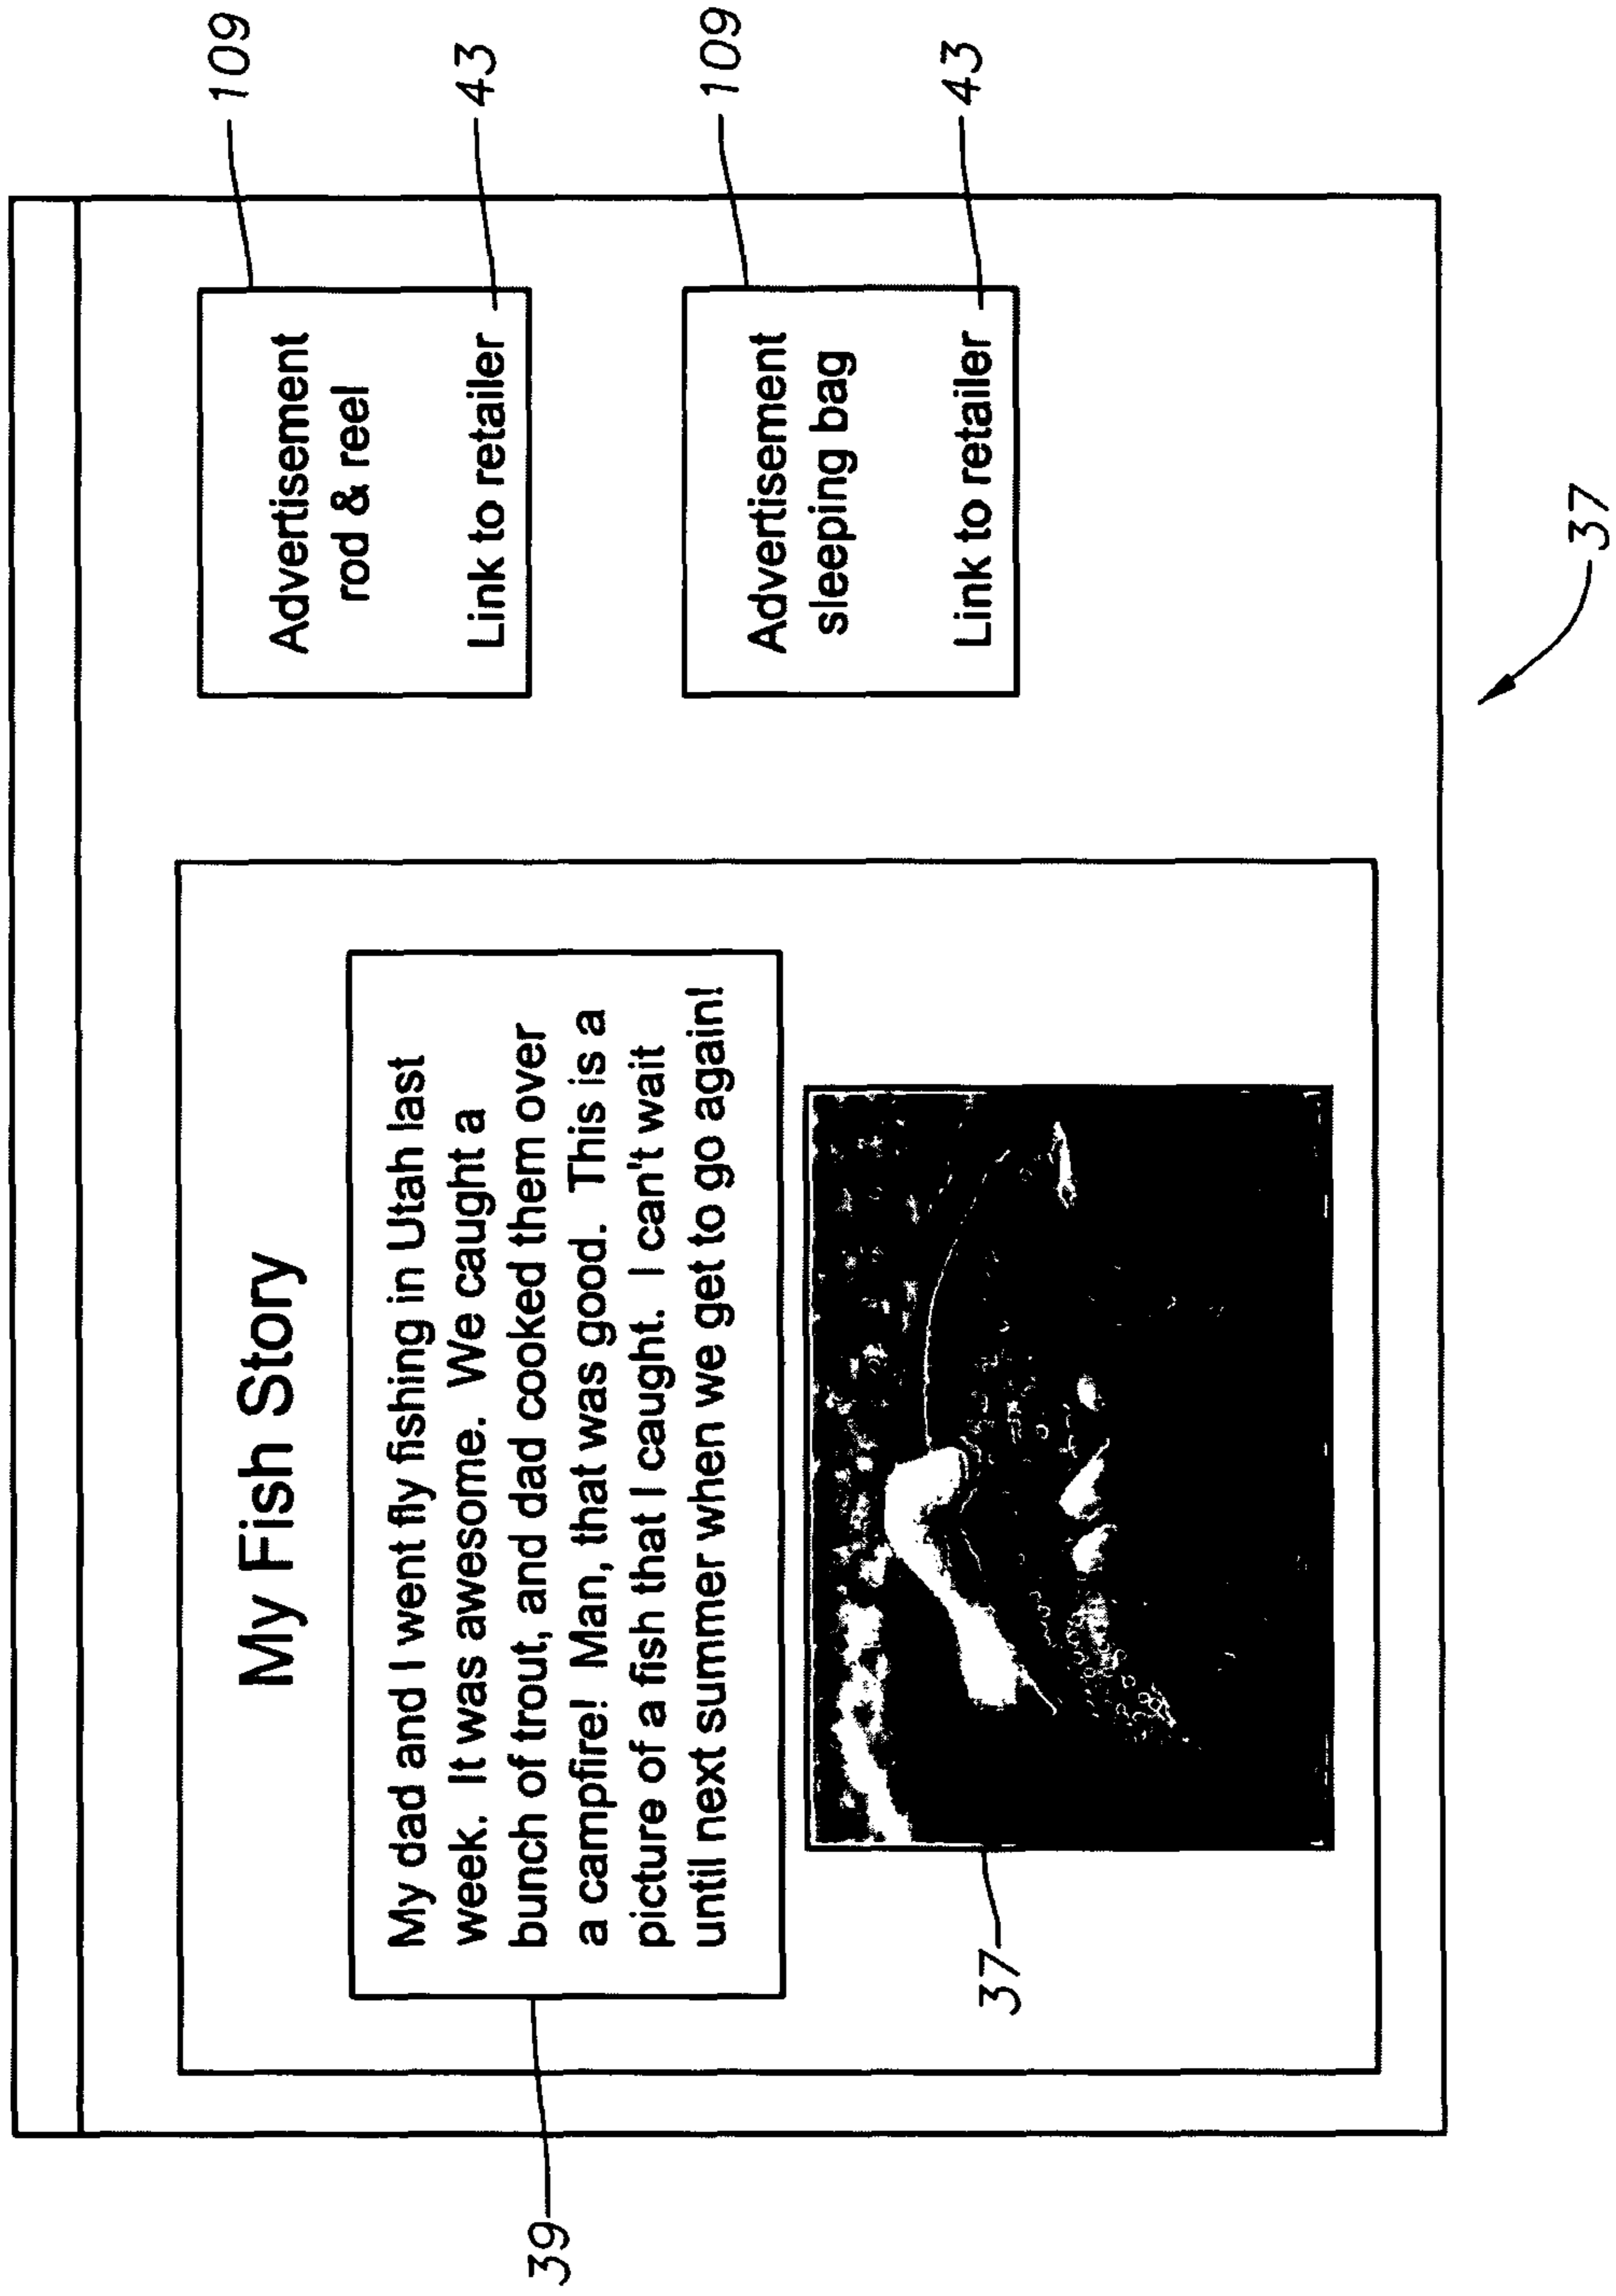 My Fish Story
My dad and I went fly fishing in Utah last
week. It was awesome. We caught a
bunch of trout, and dad cooked them over
a campfire! Man, that was good. This is a
picture of a fish that I caught. I can't wait
until next summer when we get to go again!
39
37
Advertisement
rod & reel
Link to retailer
109
43
Advertisement
sleeping bag
Link to retailer
109
43
37